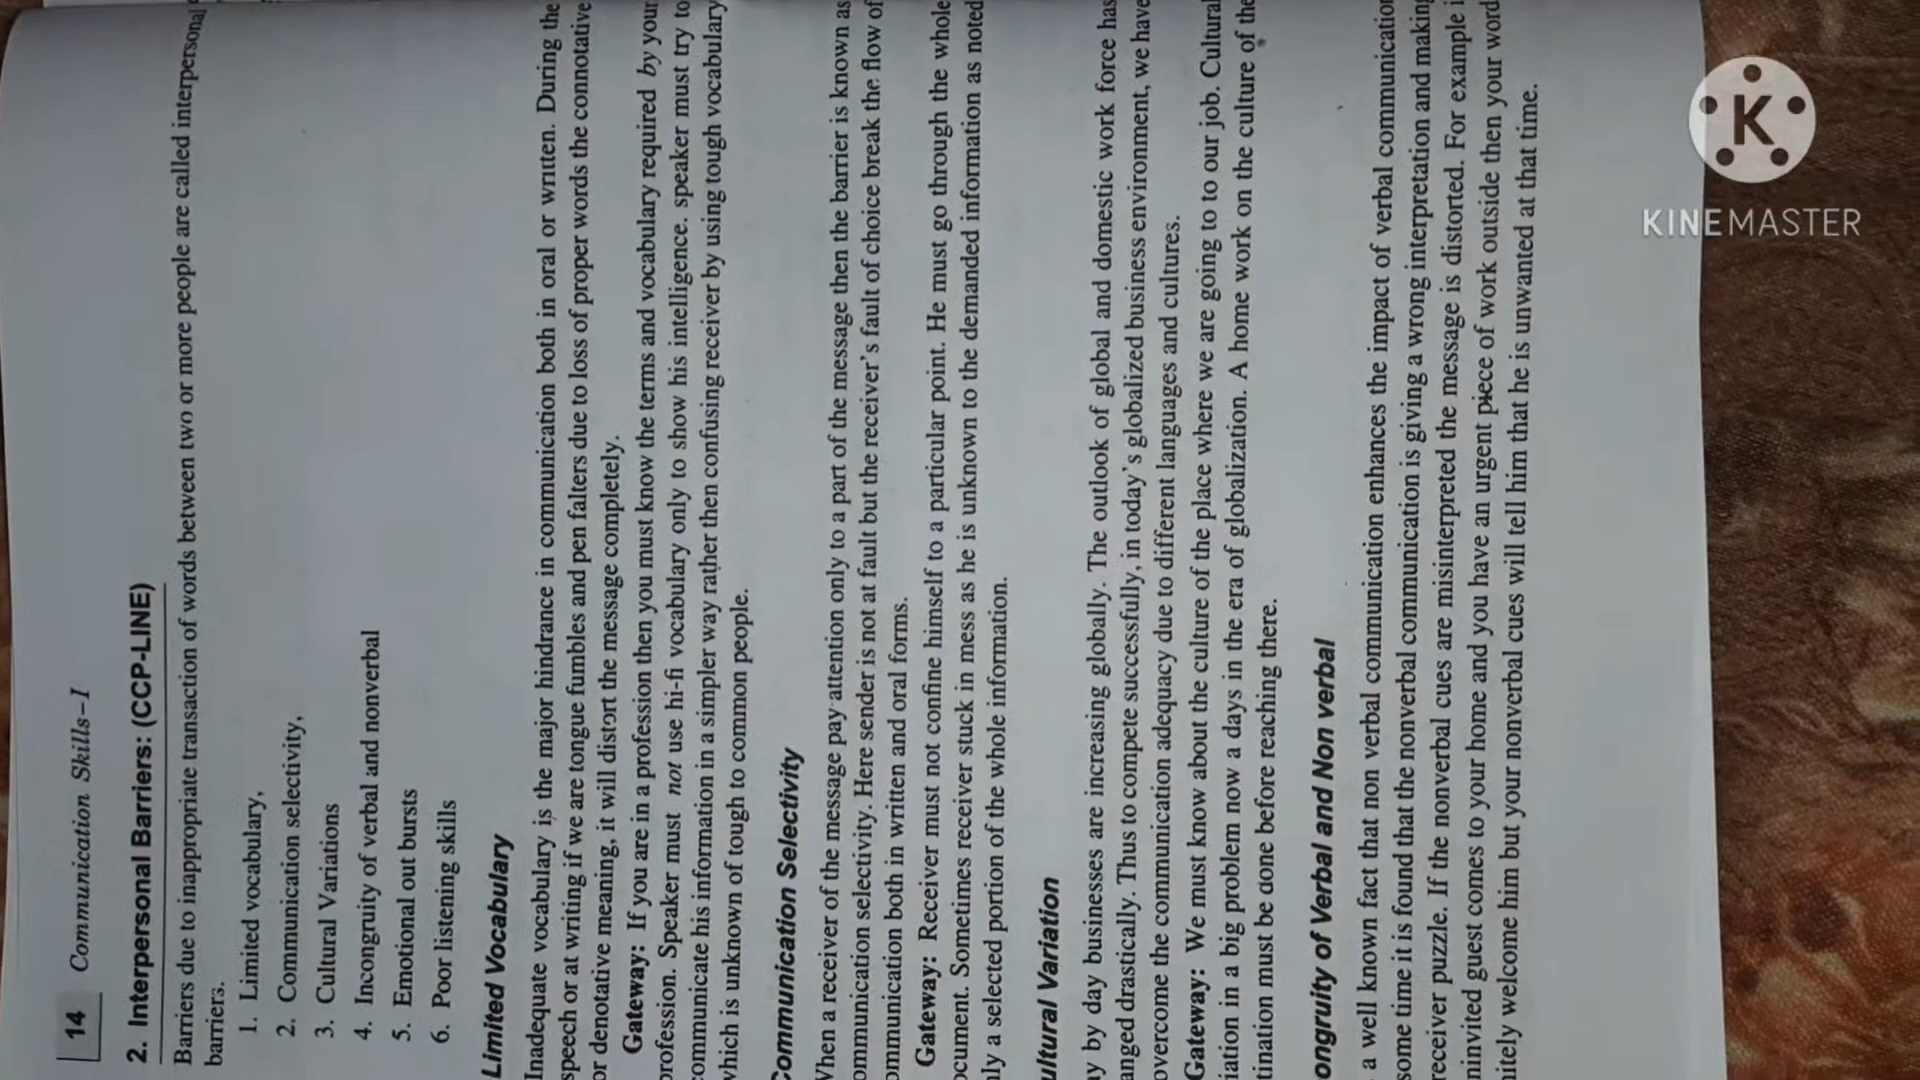 14 Communication Skills–I
2. Interpersonal Barriers: (CCP-LINE)
Barriers due to inappropriate transaction of words between two or more people are called interpersonal
barriers.
1. Limited vocabulary,
2. Communication selectivity,
3. Cultural Variations
4. Incongruity of verbal and nonverbal
5. Emotional out bursts
6. Poor listening skills
Limited Vocabulary
Inadequate vocabulary is the major hindrance in communication both in oral or written. During the
speech or at writing if we are tongue fumbles and pen falters due to loss of proper words the connotative
or denotative meaning, it will distort the message completely.
Gateway: If you are in a profession then you must know the terms and vocabulary required by your
profession. Speaker must not use hi-fi vocabulary only to show his intelligence. speaker must try to
communicate his information in a simpler way rather then confusing receiver by using tough vocabulary
which is unknown of tough to common people.
Communication Selectivity
When a receiver of the message pay attention only to a part of the message then the barrier is known as
ommunication selectivity. Here sender is not at fault but the receiver's fault of choice break the flow of
ommunication both in written and oral forms.
Gateway: Receiver must not confine himself to a particular point. He must go through the whole
ocument. Sometimes receiver stuck in mess as he is unknown to the demanded information as noted
nly a selected portion of the whole information.
ultural Variation
ay by day businesses are increasing globally. The outlook of global and domestic work force has
anged drastically. Thus to compete successfully, in today's globalized business environment, we have
overcome the communication adequacy due to different languages and cultures.
Gateway: We must know about the culture of the place where we are going to to our job. Cultural
iation in a big problem now a days in the era of globalization. A home work on the culture of the
tination must be done before reaching there.
ongruity of Verbal and Non verbal
a well known fact that non verbal communication enhances the impact of verbal communication
some time it is found that the nonverbal communication is giving a wrong interpretation and making
receiver puzzle. If the nonverbal cues are misinterpreted the message is distorted. For example i
ninvited guest comes to your home and you have an urgent piece of work outside then your word
nitely welcome him but your nonverbal cues will tell him that he is unwanted at that time.
K
KINEMASTER